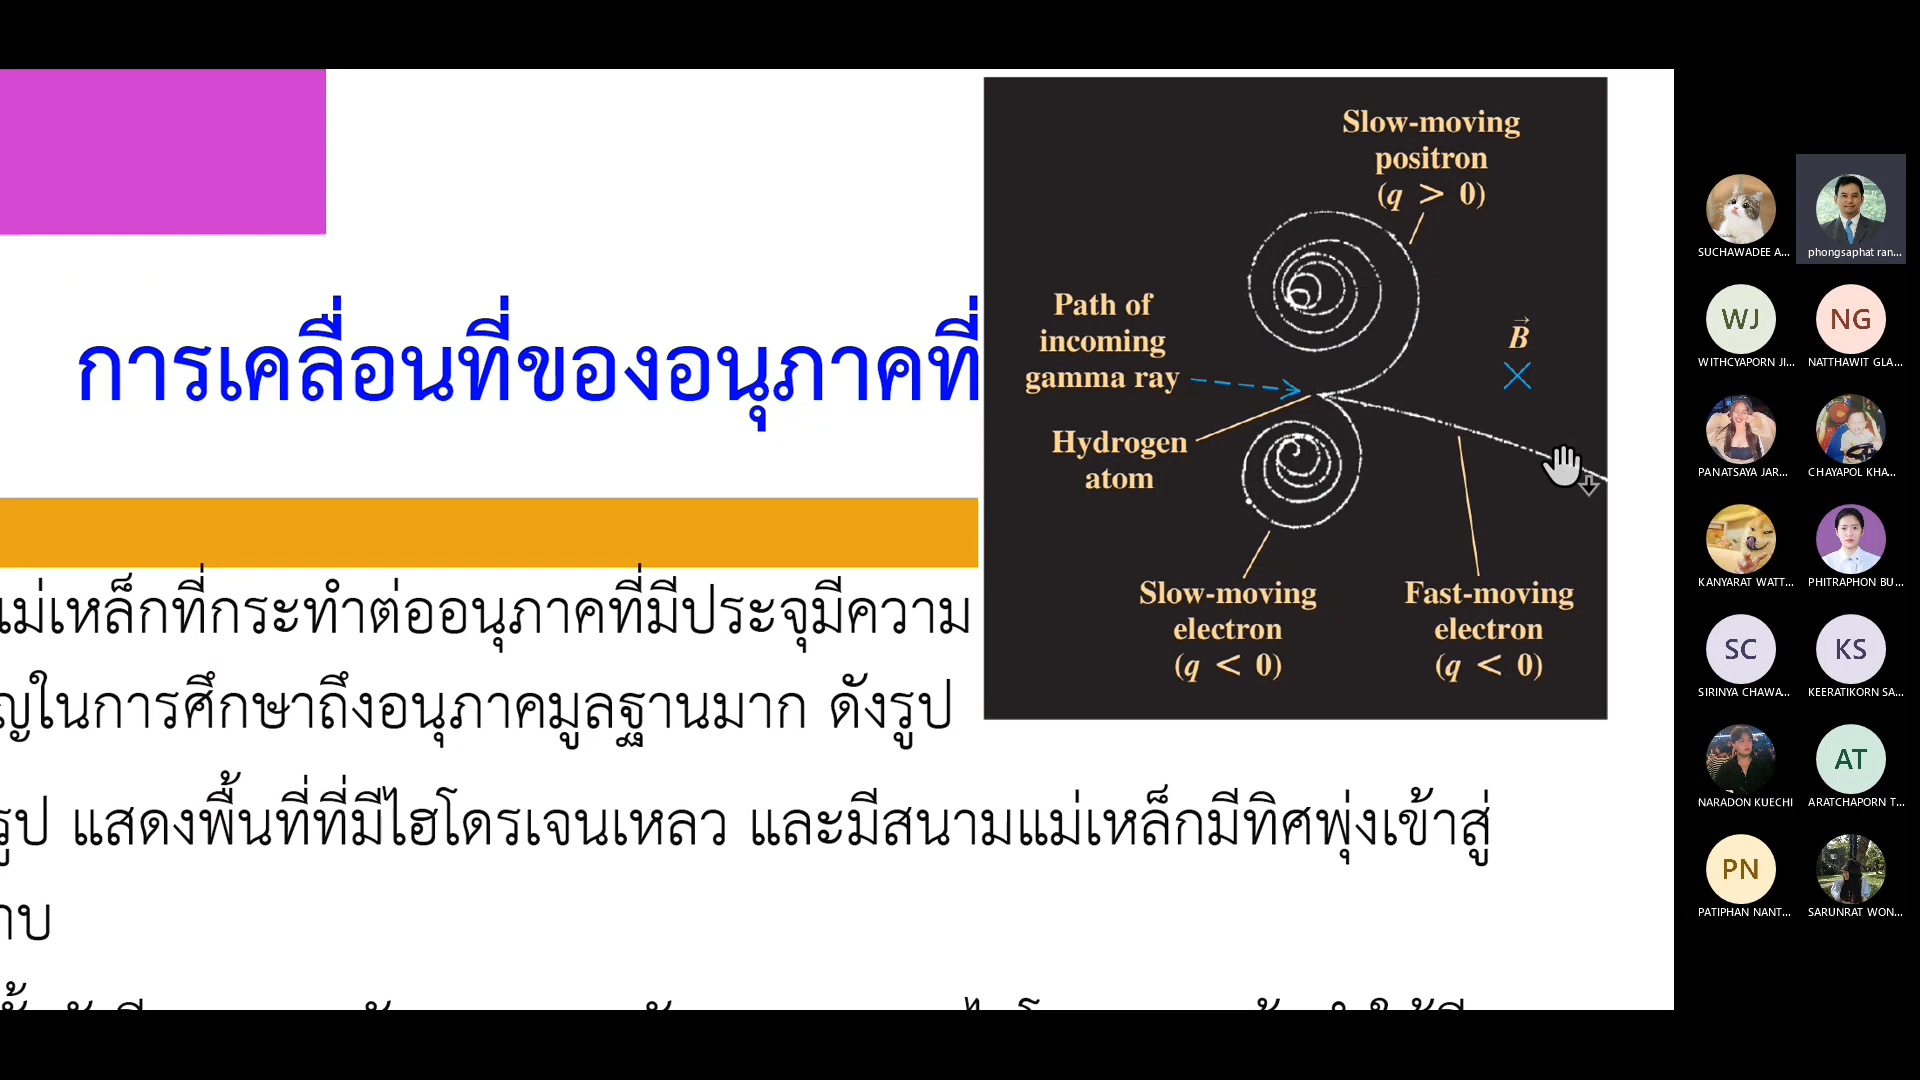 Slow-moving
positron
(q > 0)
Path of
incoming
gamma ray
B
Hydrogen
atom
Slow-moving
electron
(q < 0)
Fast-moving
electron
(q < 0)
การเคลื่อนที่ของอนุภาคที่
แม่เหล็กที่กระทำต่ออนุภาคที่มีประจุมีความ
ญในการศึกษาถึงอนุภาคมูลฐานมาก ดังรูป
รูป แสดงพื้นที่ที่มีไฮโดรเจนเหลว และมีสนามแม่เหล็กมีทิศพุ่งเข้าสู่
าบ
SUCHAWADEE A...
phongsaphat ran...
WJ
WITHCYAPORN JI...
NG
NATTHAWIT GLA...
PANATSAYA JAR...
CHAYAPOL KHA...
KANYARAT WATT...
PHITRAPHON BU...
SC
SIRINYA CHAWA...
KS
KEERATIKORN SA...
NARADON KUECHI
AT
ARATCHAPORN T...
PN
PATIPHAN NANT...
SARUNRAT WON...